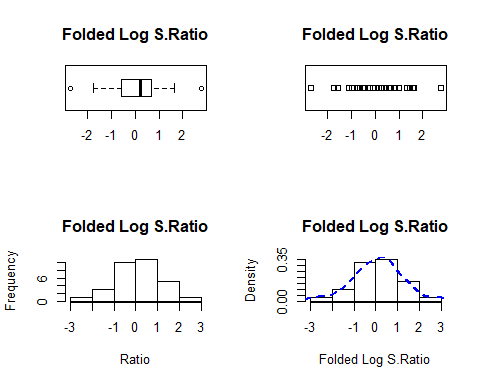 Folded Log S.Ratio
Folded Log S.Ratio
-2 -1 0 1 2
-2 -1 0 1 2
Folded Log S.Ratio
Folded Log S.Ratio
Frequency
0 6
-3 -1 0 1 2 3
Ratio
Density
0.00 0.35
-3 -1 0 1 2 3
Folded Log S.Ratio